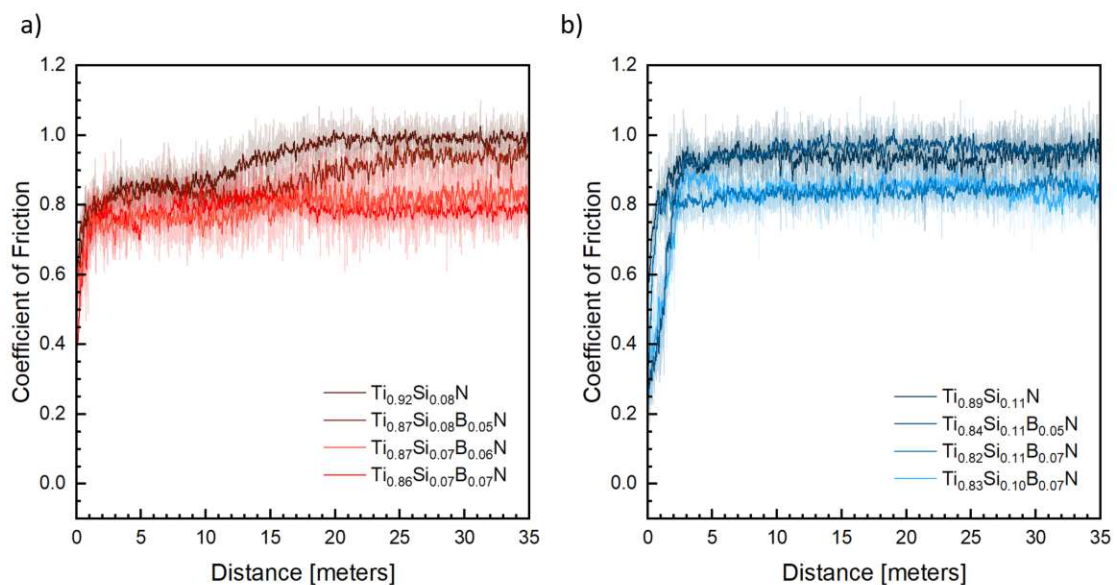 a)
1.2
1.0
0.8
0.6
0.4
0.2
0.0
Coefficient of Friction
Ti0.92Si0.08N
Ti0.87Si0.08B0.05N
Ti0.87Si0.07B0.06N
Ti0.86Si0.07B0.07N
0 5 10 15 20 25 30 35
Distance [meters]
b)
1.2
1.0
0.8
0.6
0.4
0.2
0.0
Coefficient of Friction
Ti0.89Si0.11N
Ti0.84Si0.11B0.05N
Ti0.82Si0.11B0.07N
Ti0.83Si0.10B0.07N
0 5 10 15 20 25 30 35
Distance [meters]